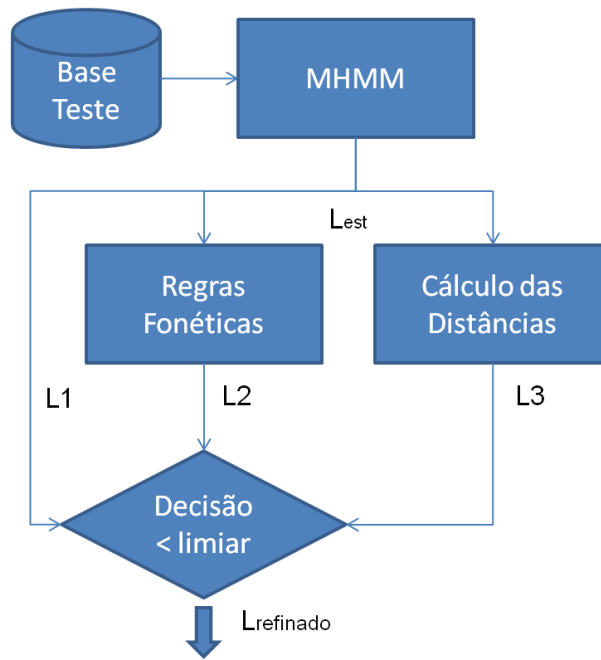 Base
Teste
MHMM
Lest
Regras
Fonéticas
Cálculo das
Distâncias
L1
L2
L3
Decisão
< limiar
Lrefinado